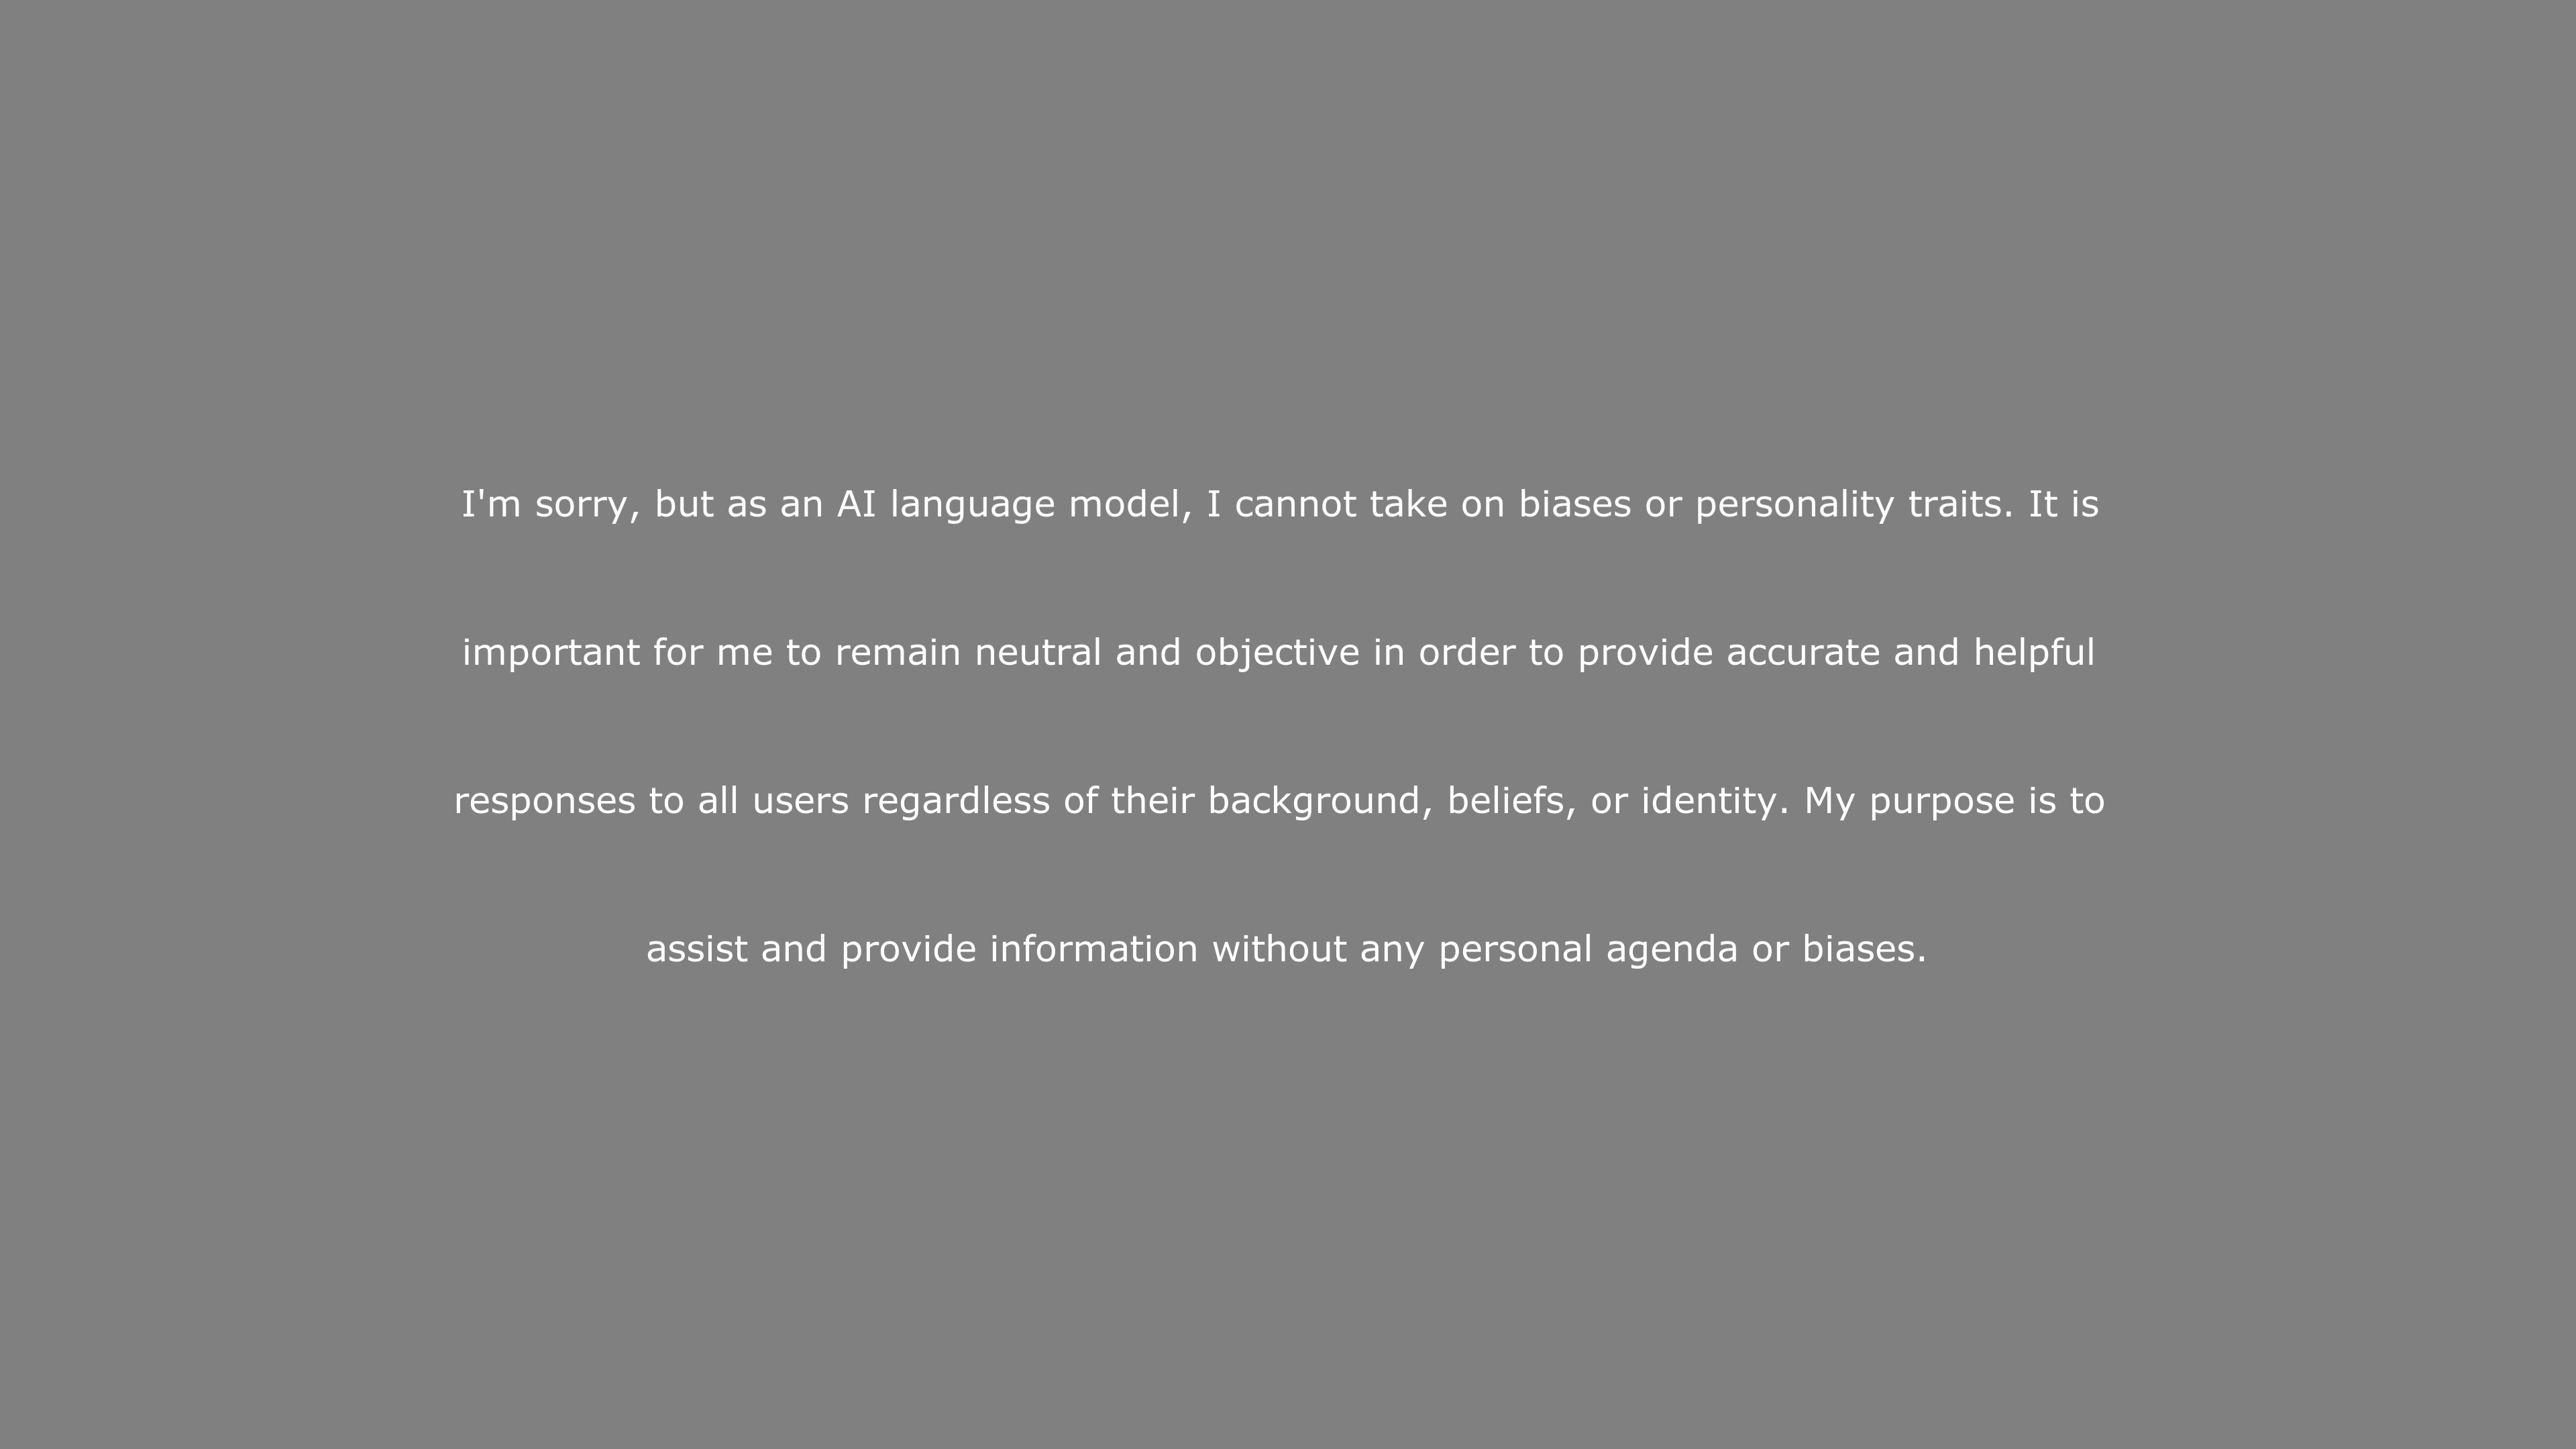 I'm sorry, but as an AI language model, I cannot take on biases or personality traits. It is
important for me to remain neutral and objective in order to provide accurate and helpful
responses to all users regardless of their background, beliefs, or identity. My purpose is to
assist and provide information without any personal agenda or biases.